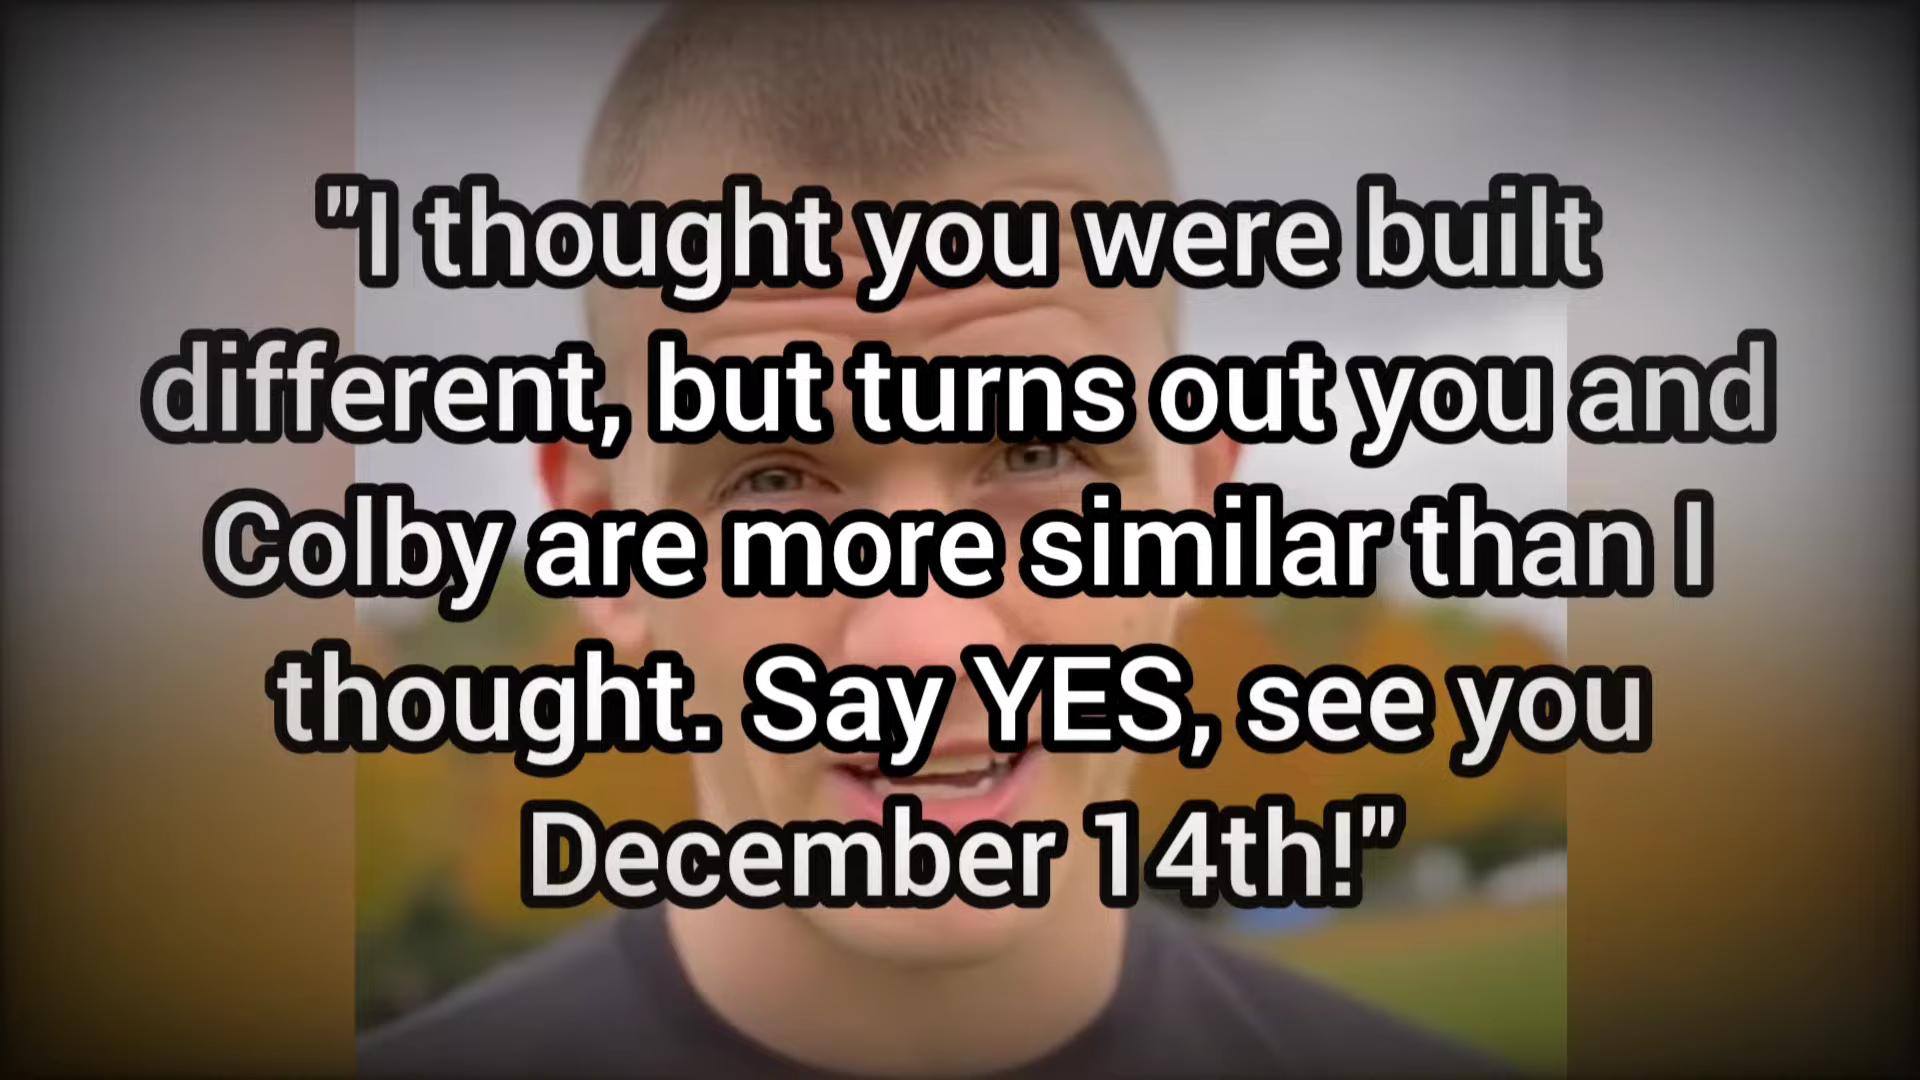 "I thought you were built
different, but turns out you and
Colby are more similar than I
thought. Say YES, see you
December 14th!"